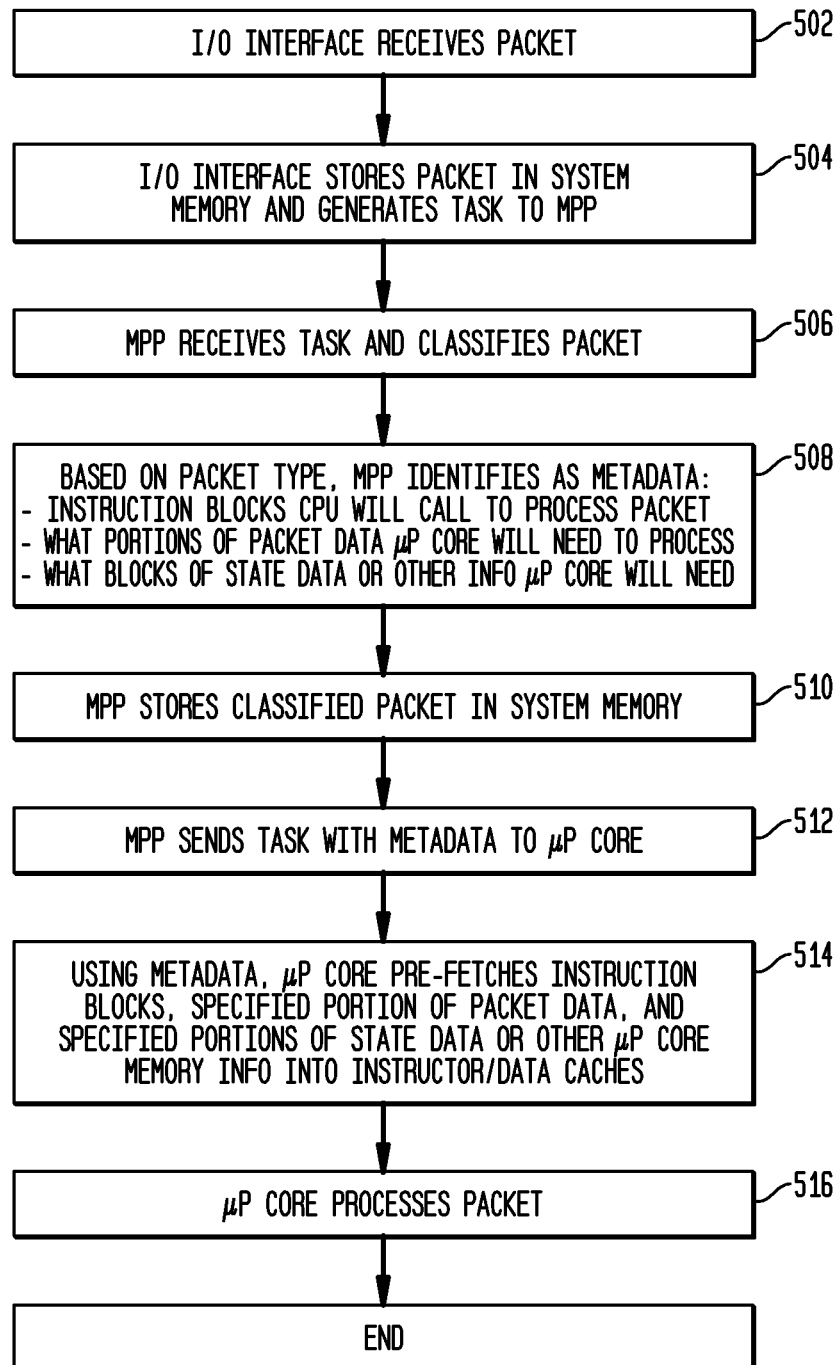 I/O INTERFACE RECEIVES PACKET
502
I/O INTERFACE STORES PACKET IN SYSTEM
MEMORY AND GENERATES TASK TO MPP
504
MPP RECEIVES TASK AND CLASSIFIES PACKET
506
BASED ON PACKET TYPE, MPP IDENTIFIES AS METADATA:
- INSTRUCTION BLOCKS CPU WILL CALL TO PROCESS PACKET
- WHAT PORTIONS OF PACKET DATA μP CORE WILL NEED TO PROCESS
- WHAT BLOCKS OF STATE DATA OR OTHER INFO μP CORE WILL NEED
508
MPP STORES CLASSIFIED PACKET IN SYSTEM MEMORY
510
MPP SENDS TASK WITH METADATA TO μP CORE
512
USING METADATA, μP CORE PRE-FETCHES INSTRUCTION
BLOCKS, SPECIFIED PORTION OF PACKET DATA, AND
SPECIFIED PORTIONS OF STATE DATA OR OTHER μP CORE
MEMORY INFO INTO INSTRUCTOR/DATA CACHES
514
μP CORE PROCESSES PACKET
516
END